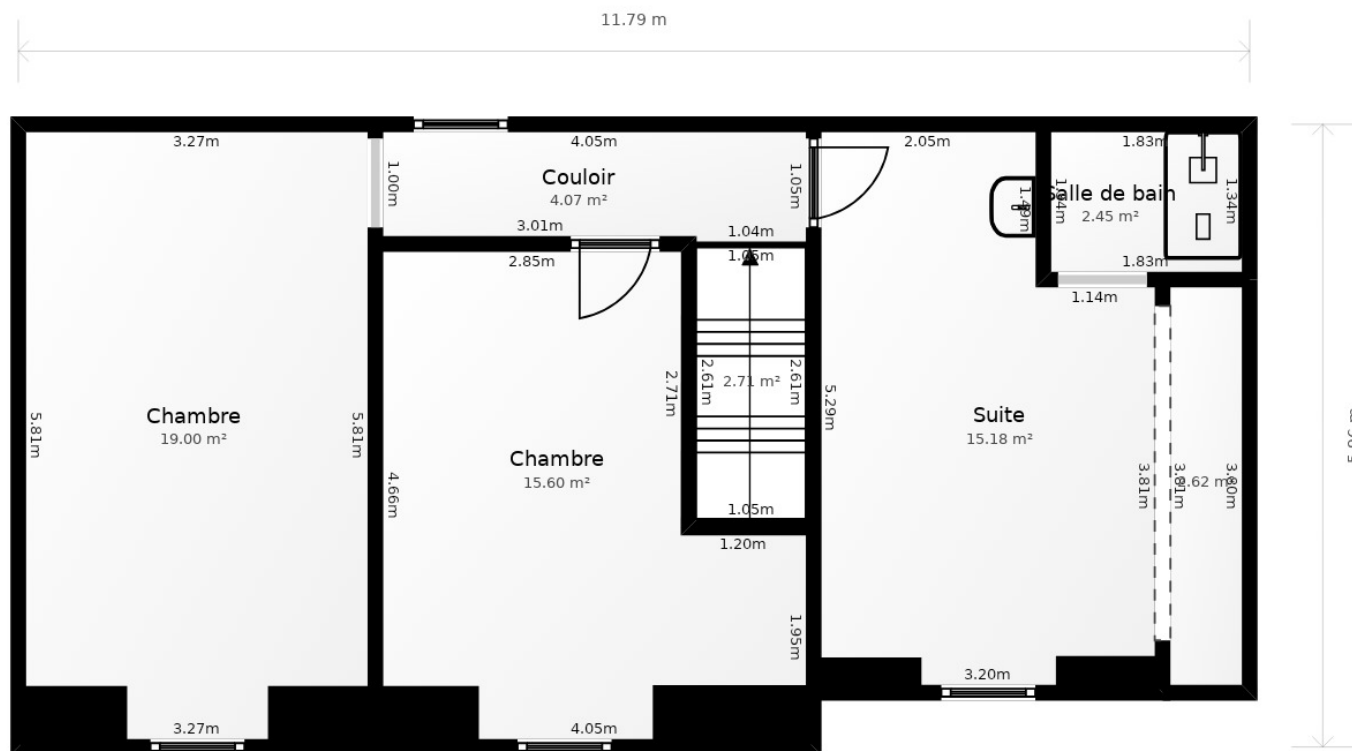 11.79 m
3.27m
4.05m
2.05m
1.83m
1.00m
Couloir
4.07 m²
1.05m
1.34m
Salle de bain
2.45 m²
3.01m
1.04m
2.85m
1.05m
1.83m
1.14m
2.71m
2.61m
2.71 m²
2.61m
5.29m
5.81m
Chambre
19.00 m²
5.81m
Suite
15.18 m²
Chambre
15.60 m²
4.66m
3.81m
1.05m
1.20m
1.95m
3.20m
3.27m
4.05m